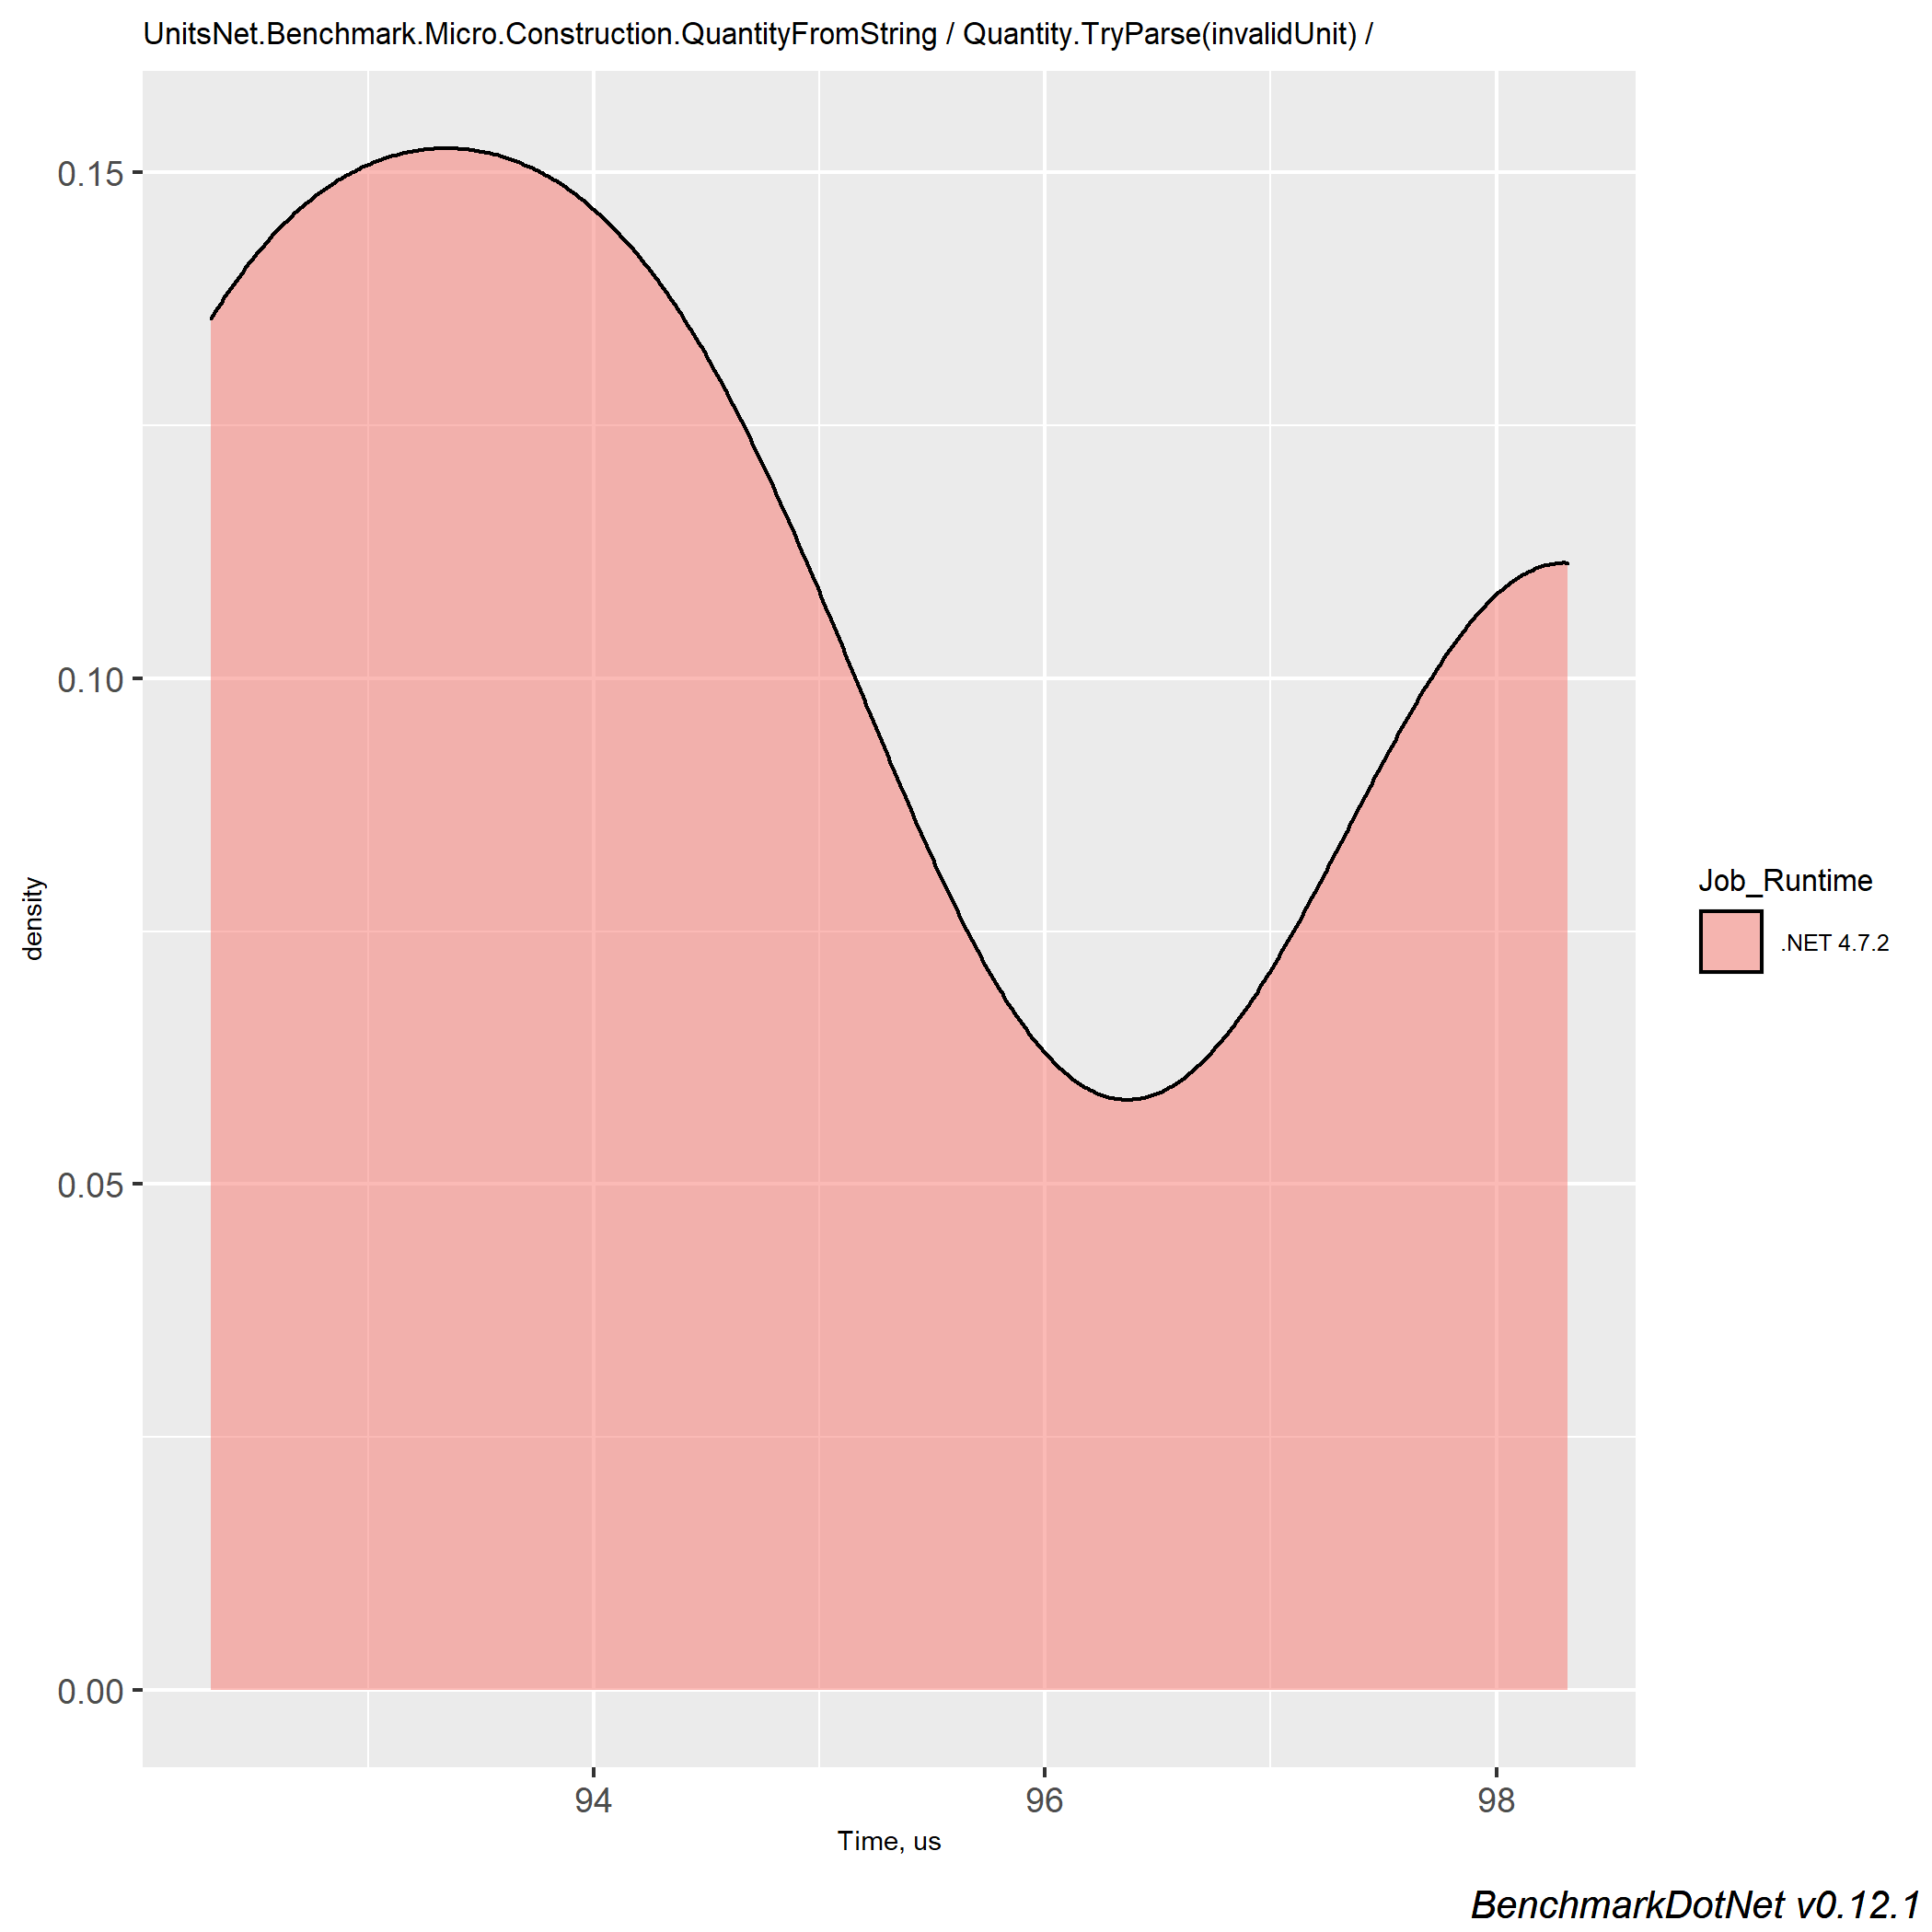 UnitsNet.Benchmark.Micro.Construction.QuantityFromString / Quantity.TryParse(invalidUnit) /
0.15
0.10
0.05
0.00
density
94
96
98
Time, us
Job_Runtime
.NET 4.7.2
BenchmarkDotNet v0.12.1